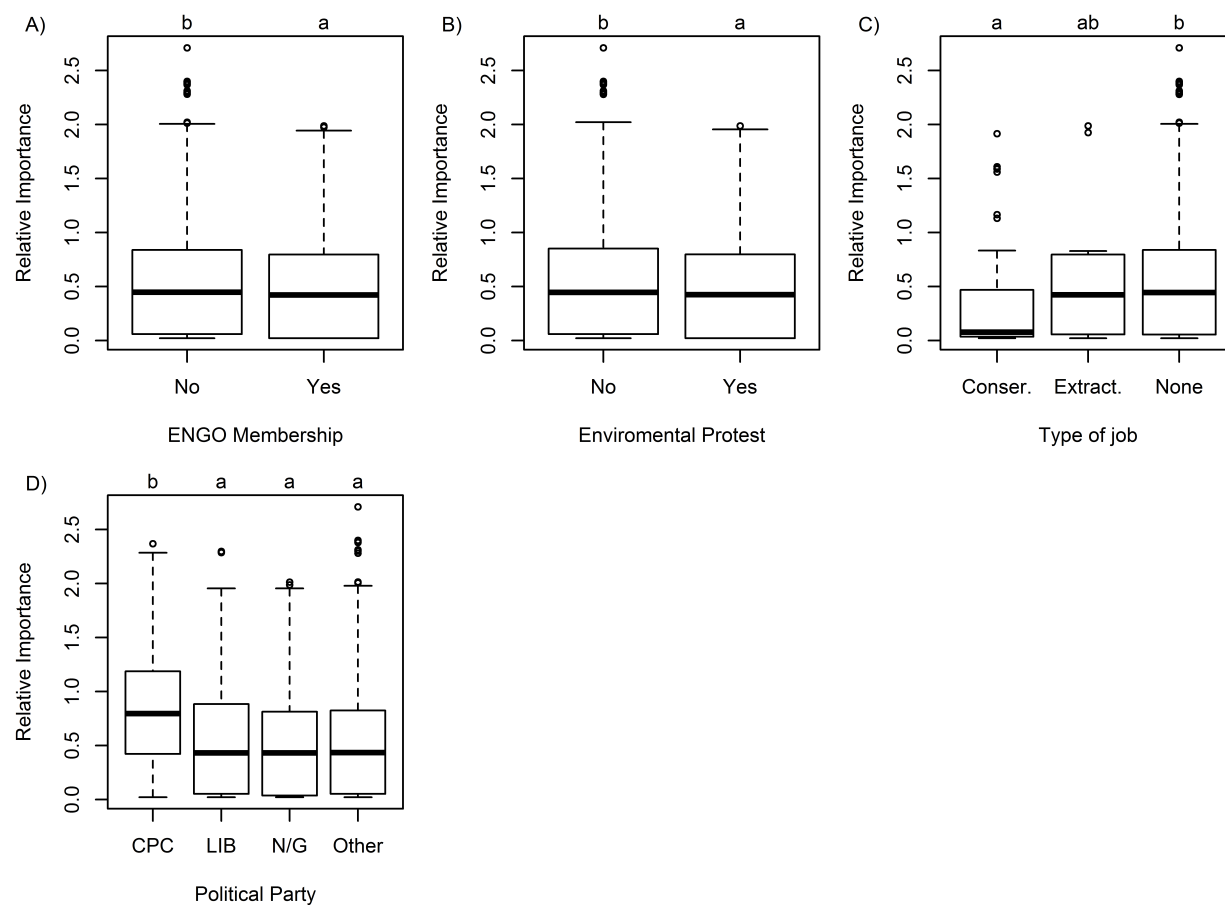 A)
b a
Relative Importance
0.0 0.5 1.0 1.5 2.0 2.5
No Yes
ENGO Membership
B)
b a
Relative Importance
0.0 0.5 1.0 1.5 2.0 2.5
No Yes
Enviromental Protest
C)
a ab b
Relative Importance
0.0 0.5 1.0 1.5 2.0 2.5
Conser. Extract. None
Type of job
D)
b a a a
Relative Importance
0.0 0.5 1.0 1.5 2.0 2.5
CPC LIB N/G Other
Political Party